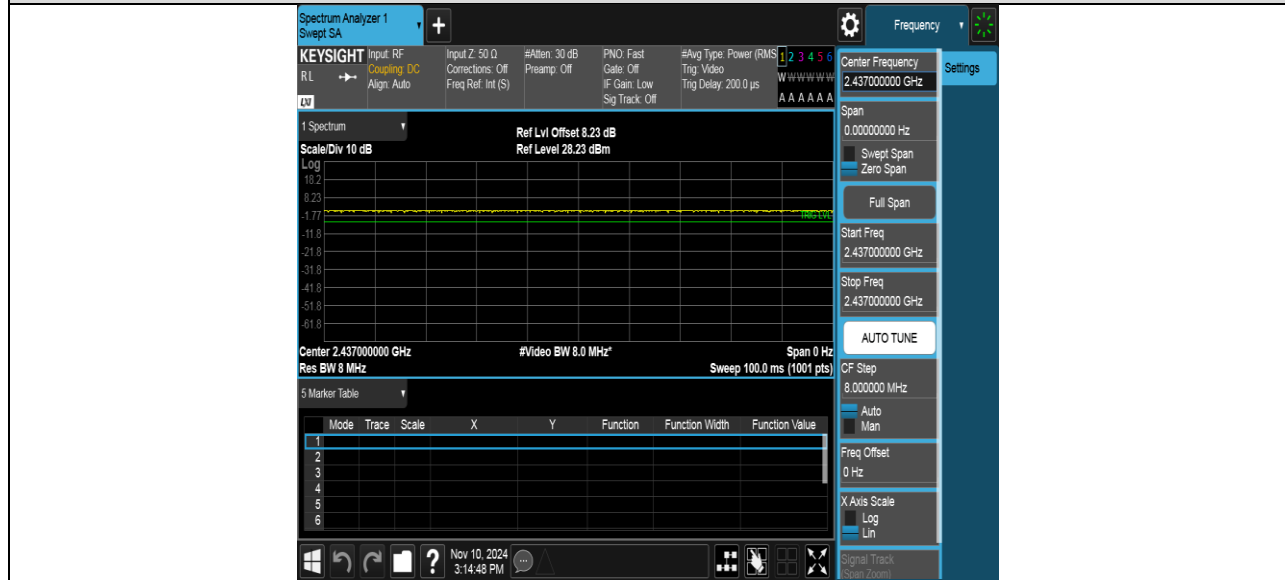 Spectrum Analyzer 1
Swept SA
+
Frequency
KEYSIGHT
RL
LXI
Input: RF
Coupling: DC
Align: Auto
Input Z: 50 Ω
Corrections: Off
Freq Ref: Int (S)
#Atten: 30 dB
Preamp: Off
PNO: Fast
Gate: Off
IF Gain: Low
Sig Track: Off
#Avg Type: Power (RMS
Trig: Video
Trig Delay: 200.0 µs
1 2 3 4 5 6
W W W W W W
A A A A A A
1 Spectrum
Scale/Div 10 dB
Ref Lvl Offset 8.23 dB
Ref Level 28.23 dBm
Log
18.2
8.23
-1.77
-11.8
-21.8
-31.8
-41.8
-51.8
-61.8
TRIG LVL
Center 2.437000000 GHz
#Video BW 8.0 MHz*
Span 0 Hz
Res BW 8 MHz
Sweep 100.0 ms (1001 pts)
5 Marker Table
Mode Trace Scale X Y Function Function Width Function Value
1
2
3
4
5
6
Nov 10, 2024
3:14:48 PM
?
Center Frequency
2.437000000 GHz
Settings
Span
0.00000000 Hz
Swept Span
Zero Span
Full Span
Start Freq
2.437000000 GHz
Stop Freq
2.437000000 GHz
AUTO TUNE
CF Step
8.000000 MHz
Auto
Man
Freq Offset
0 Hz
X Axis Scale
Log
Lin
Signal Track
(Span Zoom)